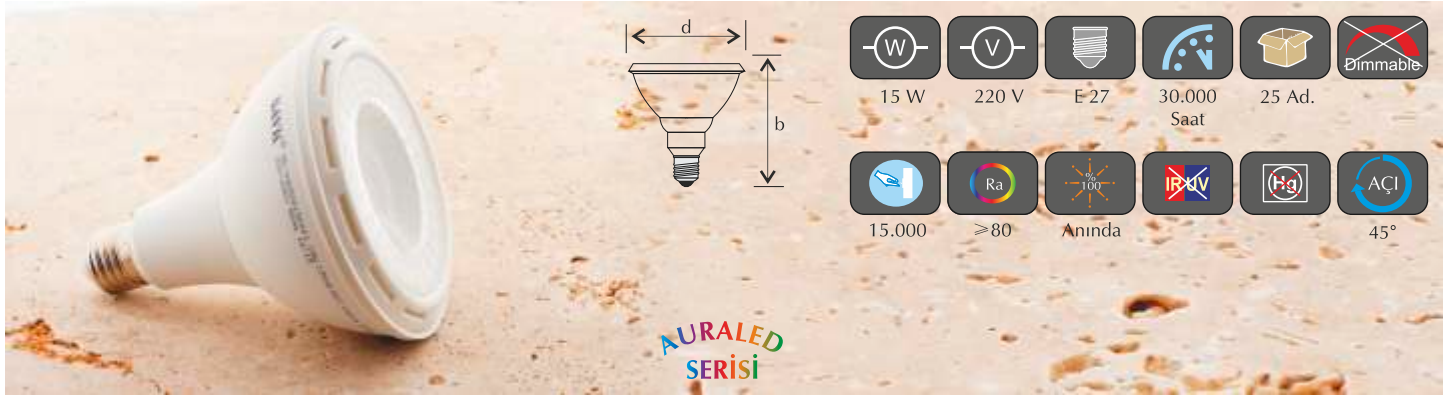 d
b
W
V
Dimmable
15 W
220 V
E 27
30.000
Saat
25 Ad.
Ra
%
100
IR UV
Hg
AÇI
15.000
≥80
Anında
45°
AURALED
SERİSİ